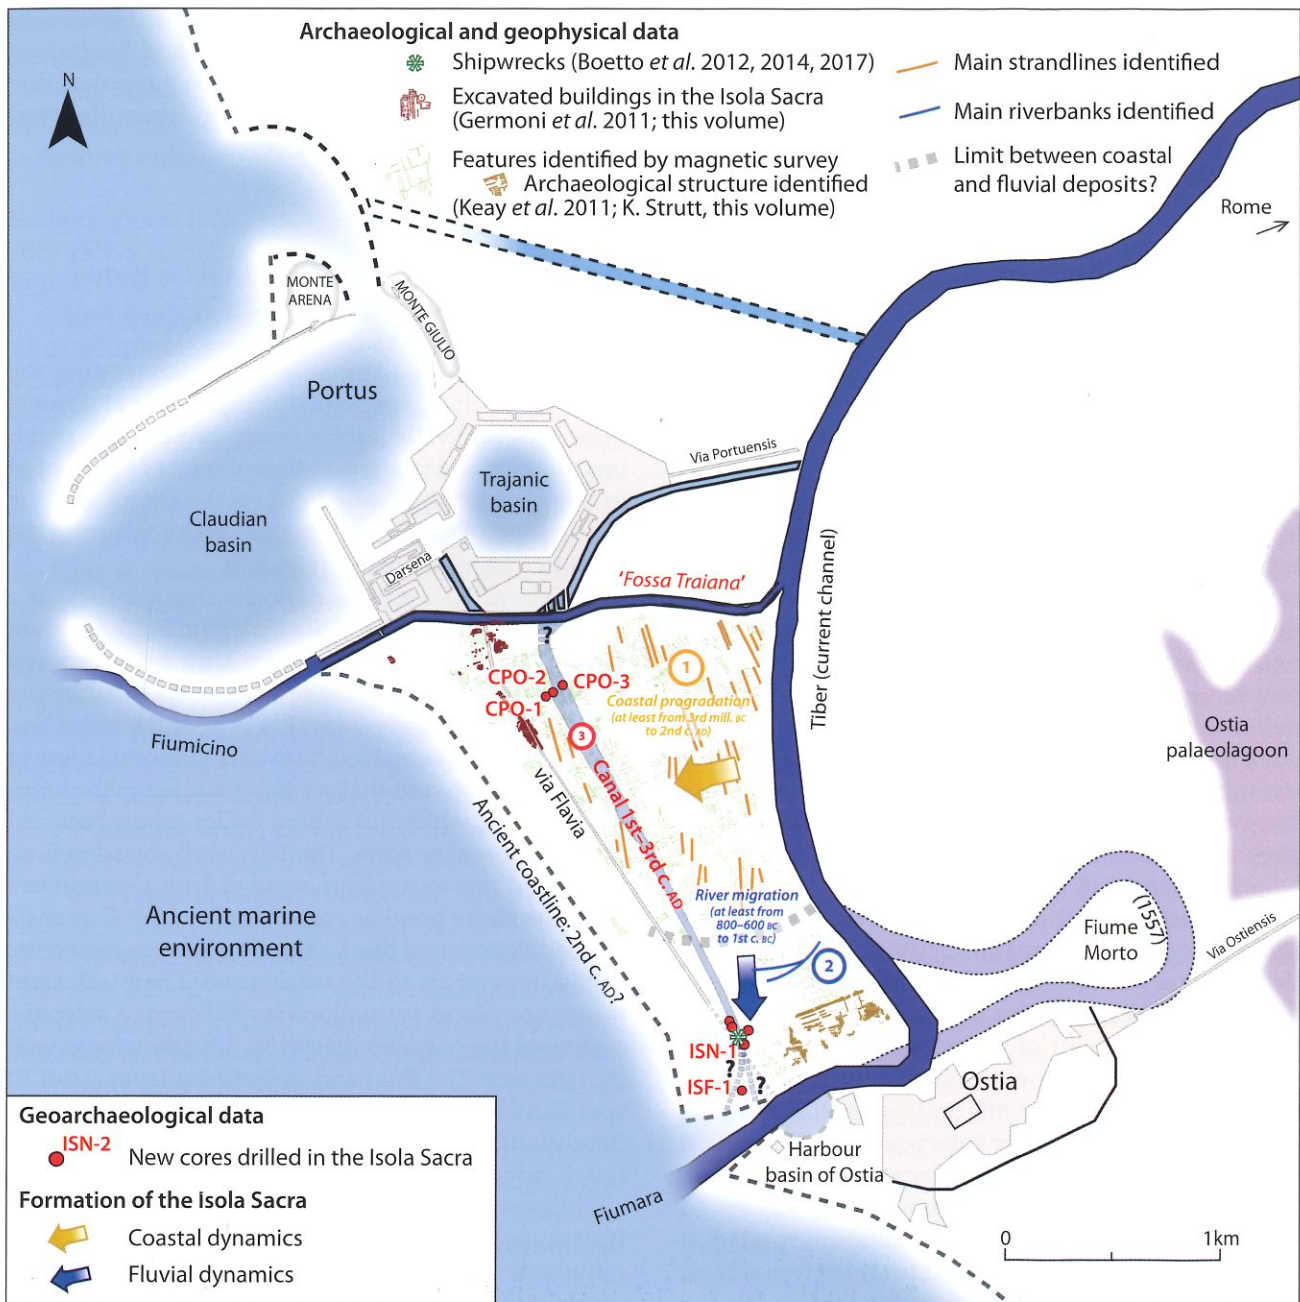 Archaeological and geophysical data
Shipwrecks (Boetto et al. 2012, 2014, 2017)
Excavated buildings in the Isola Sacra
(Germoni et al. 2011; this volume)
Features identified by magnetic survey
Archaeological structure identified
(Keay et al. 2011; K. Strutt, this volume)
Main strandlines identified
Main riverbanks identified
Limit between coastal
and fluvial deposits?
N
Rome
MONTE
ARENA
MONTE GIULIO
Portus
Via Portuensis
Trajanic
basin
Claudian
basin
Darsena
'Fossa Traiana'
Tiber (current channel)
?
1
CPO-2
CPO-3
CPO-1
Coastal progradation
(at least from 3rd mill. BC
to 2nd c. AD)
3
Fiumicino
via Flavia
Canal 1st–3rd c. AD
Ancient coastline: 2nd c. AD?
Ostia
palaeolagoon
River migration
(at least from
800–600 BC
to 1st c. BC)
2
Ancient marine
environment
Fiume
Morto
(1557)
Via Ostiensis
ISN-1
?
ISF-1
?
Ostia
Harbour
basin of Ostia
Fiumara
Geoarchaeological data
ISN-2
New cores drilled in the Isola Sacra
Formation of the Isola Sacra
Coastal dynamics
Fluvial dynamics
0
1km